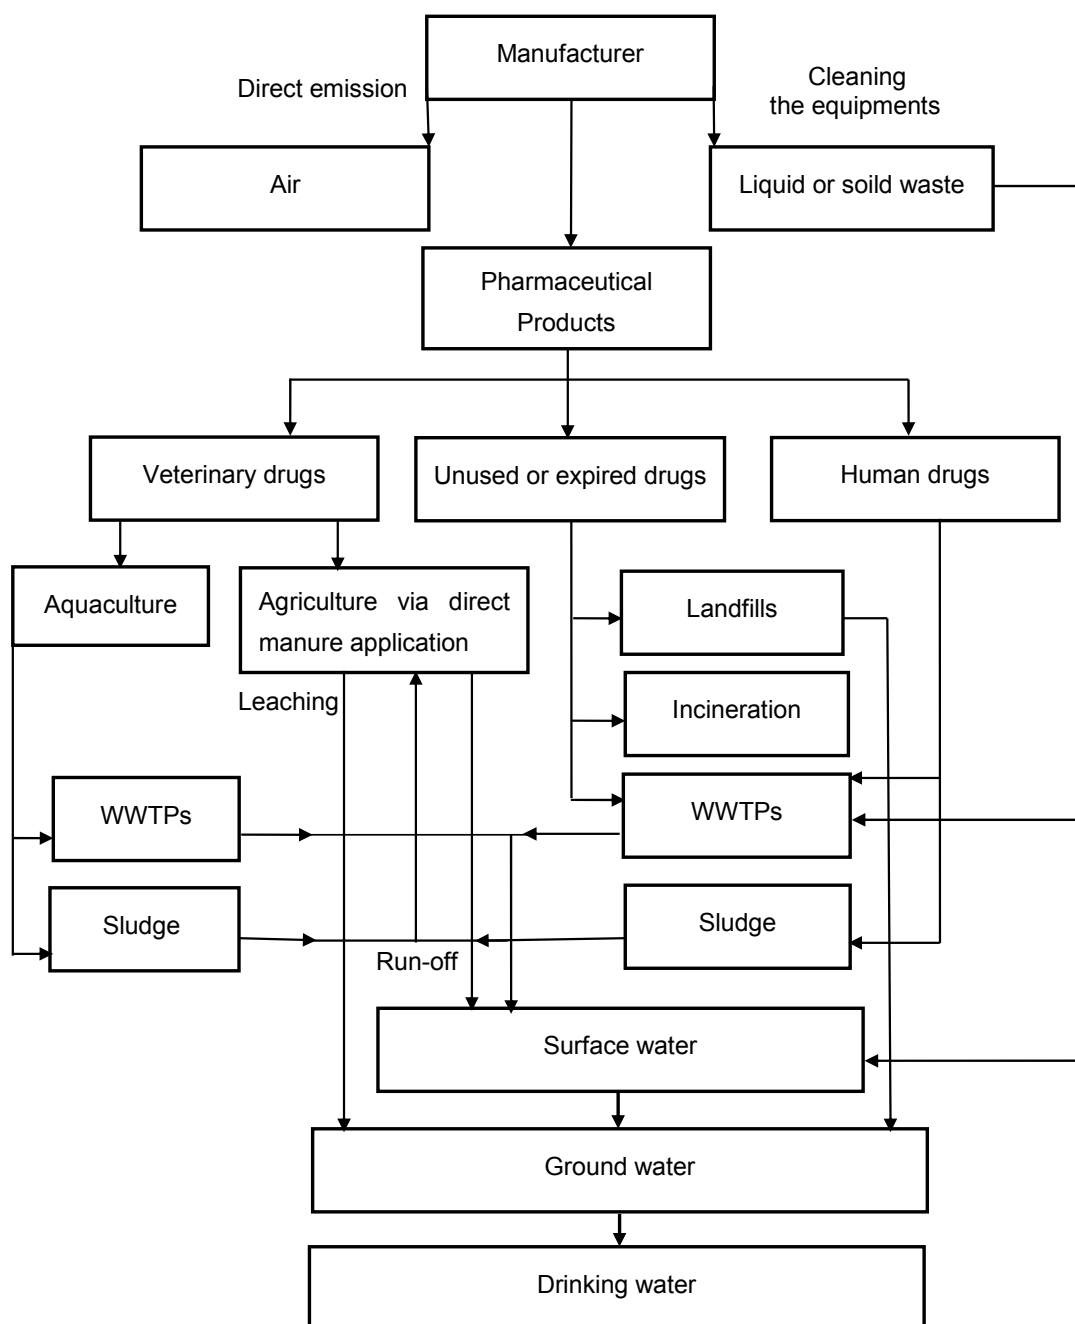 Manufacturer
Direct emission
Cleaning
the equipments
Air
Liquid or soild waste
Pharmaceutical
Products
Veterinary drugs
Unused or expired drugs
Human drugs
Aquaculture
Agriculture via direct
manure application
Landfills
Leaching
Incineration
WWTPs
WWTPs
Sludge
Sludge
Run-off
Surface water
Ground water
Drinking water